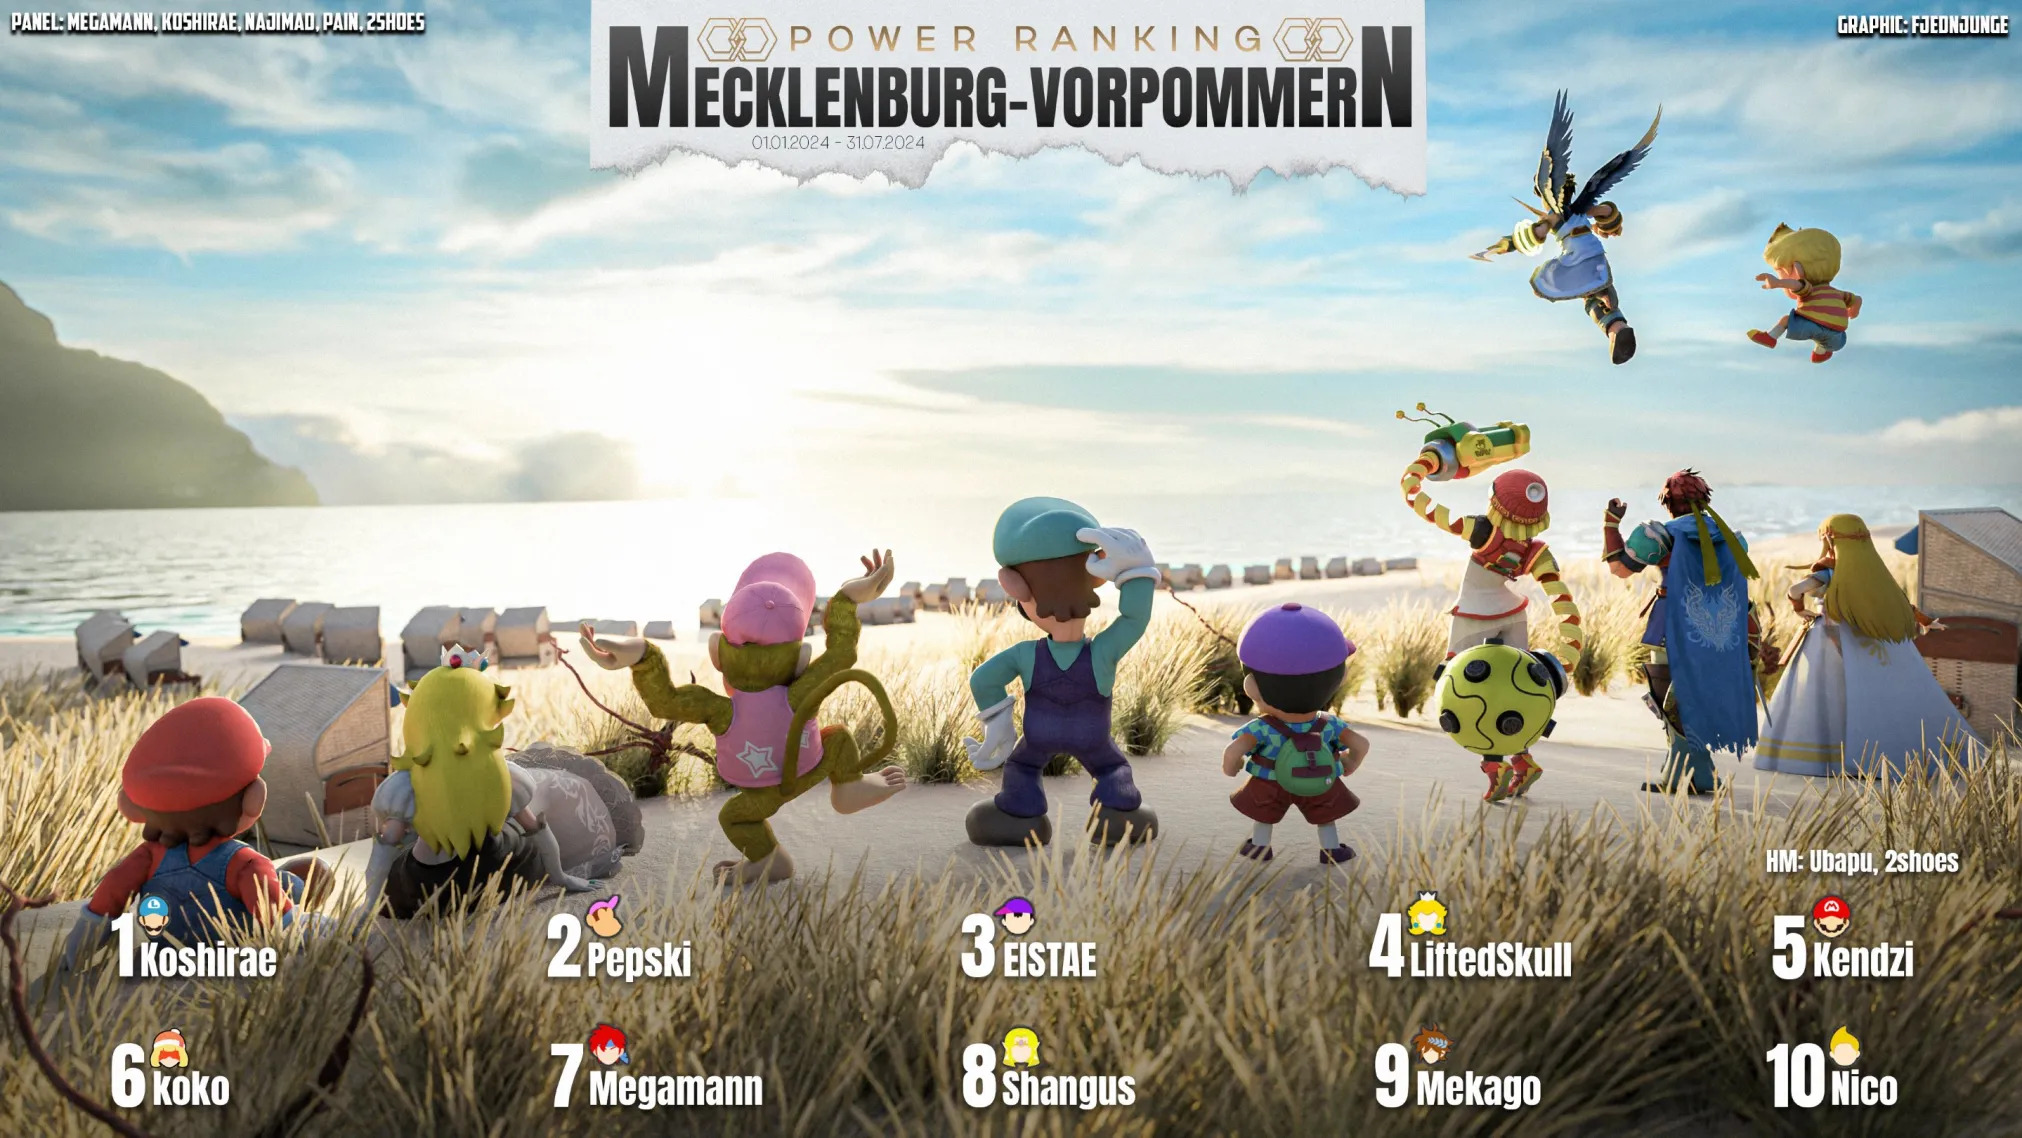 PANEL: MEGAMANN, KOSHIRAE, NAJIMAD, PAIN, 2SHOES
GRAPHIC: FJEDNJUNGE
POWER RANKING
MECKLENBURG-VORPOMMERN
01.01.2024 - 31.07.2024
HM: Ubapu, 2shoes
1 Koshirae
2 Pepski
3 EISTAE
4 LiftedSkull
5 Kendzi
6 koko
7 Megamann
8 Shangus
9 Mekago
10 Nico